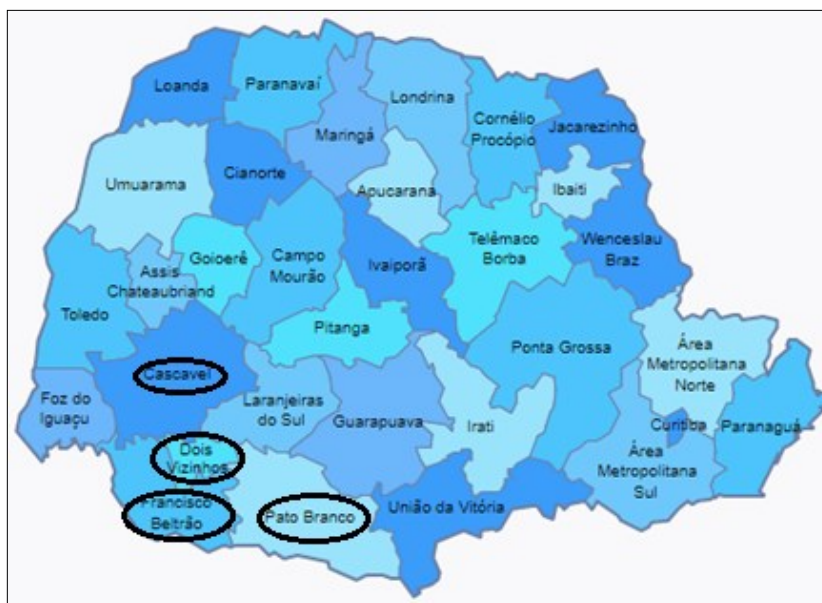 Loanda
Paranavaí
Maringá
Londrina
Cornélio
Procópio
Jacarezinho
Umuarama
Cianorte
Apucarana
Ibaiti
Goioerê
Campo
Mourão
Ivaiporã
Telêmaco
Borba
Wenceslau
Braz
Assis
Chateaubriand
Toledo
Pitanga
Ponta Grossa
Área
Metropolitana
Norte
Cascavel
Foz do
Iguaçu
Laranjeiras
do Sul
Guarapuava
Irati
Curitiba
Paranaguá
Área
Metropolitana
Sul
Dois
Vizinhos
Francisco
Beltrão
Pato Branco
União da Vitória